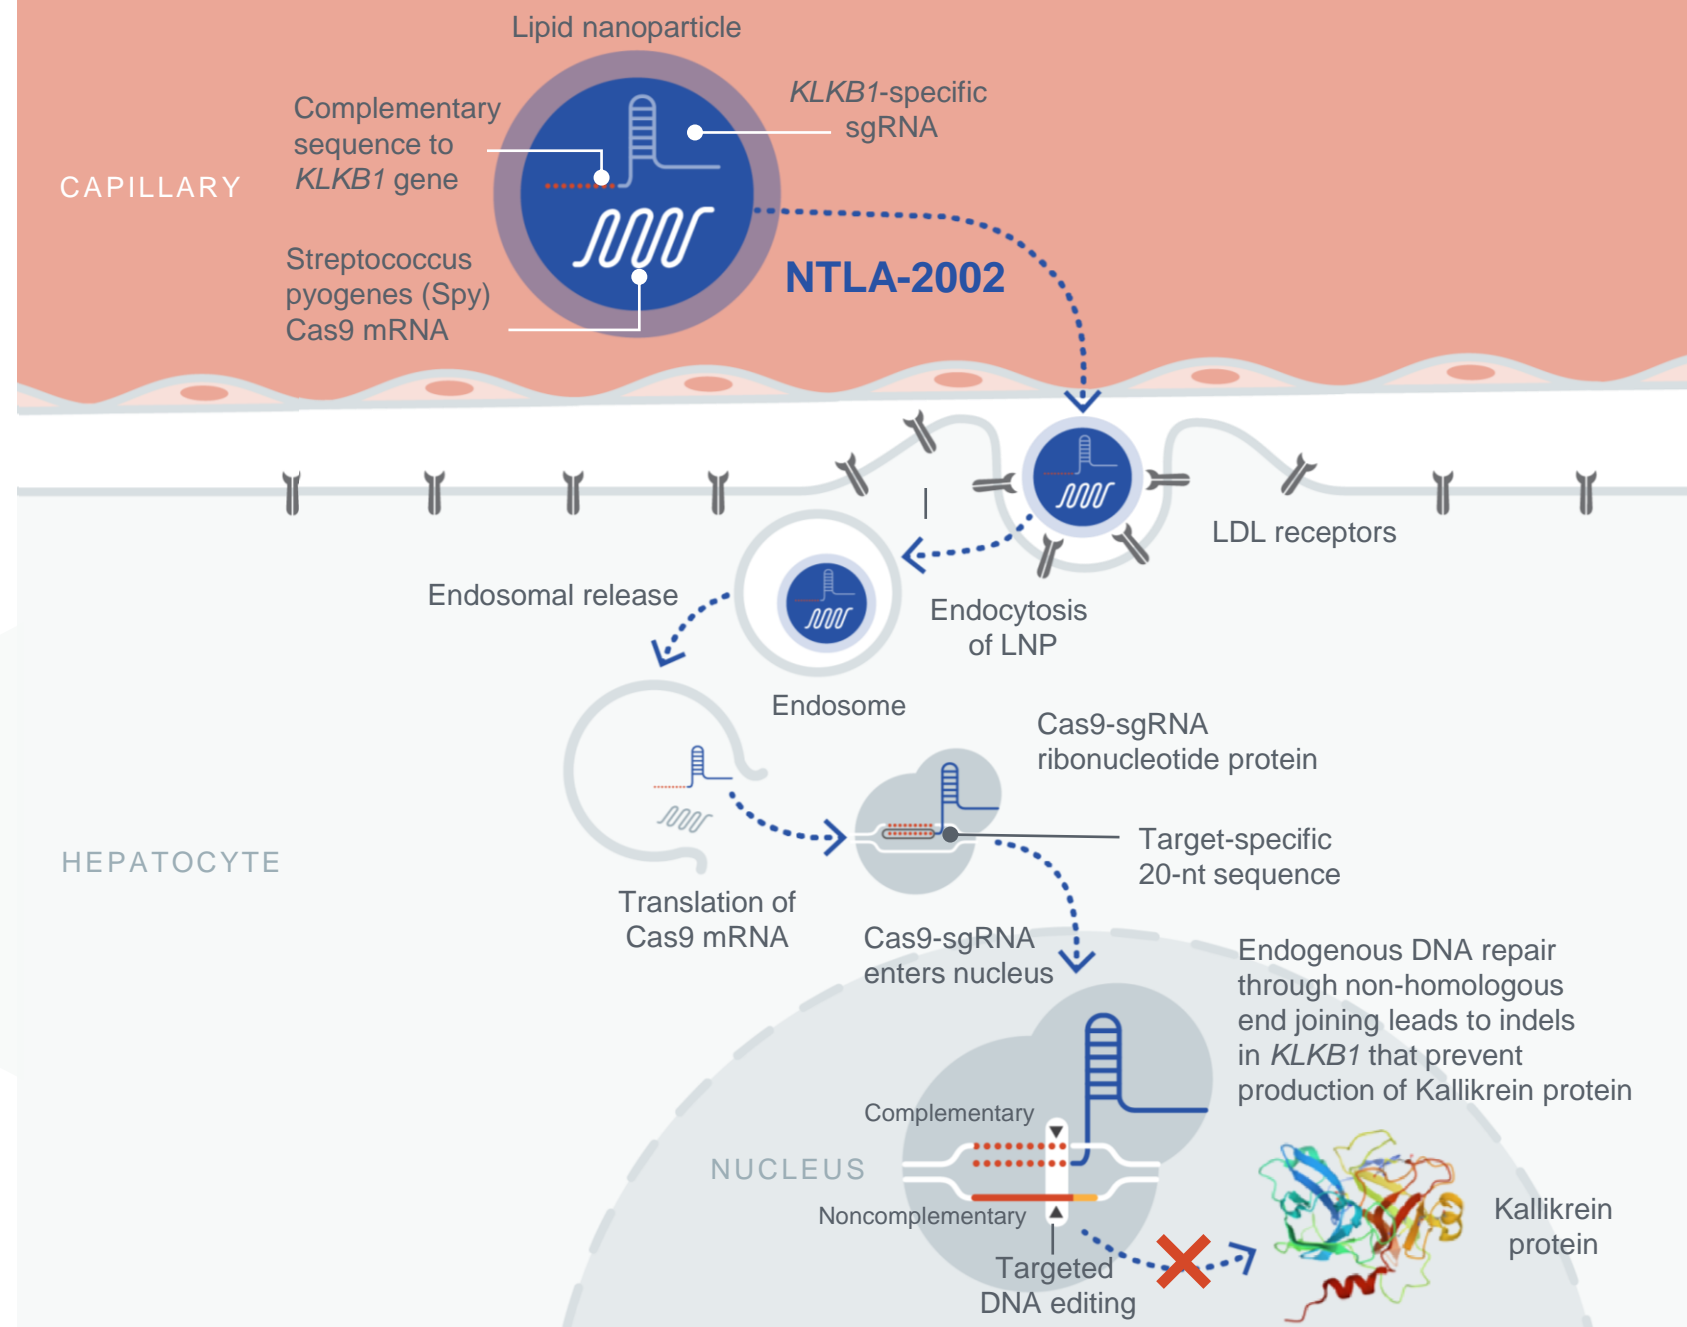 Lipid nanoparticle
Complementary
sequence to
KLKB1 gene
KLKB1-specific
sgRNA
CAPILLARY
Streptococcus
pyogenes (Spy)
Cas9 mRNA
NTLA-2002
LDL receptors
Endosomal release
Endocytosis
of LNP
Endosome
Cas9-sgRNA
ribonucleotide protein
Target-specific
20-nt sequence
HEPATOCYTE
Translation of
Cas9 mRNA
Cas9-sgRNA
enters nucleus
Endogenous DNA repair
through non-homologous
end joining leads to indels
in KLKB1 that prevent
production of Kallikrein protein
Complementary
NUCLEUS
Noncomplementary
Targeted
DNA editing
Kallikrein
protein